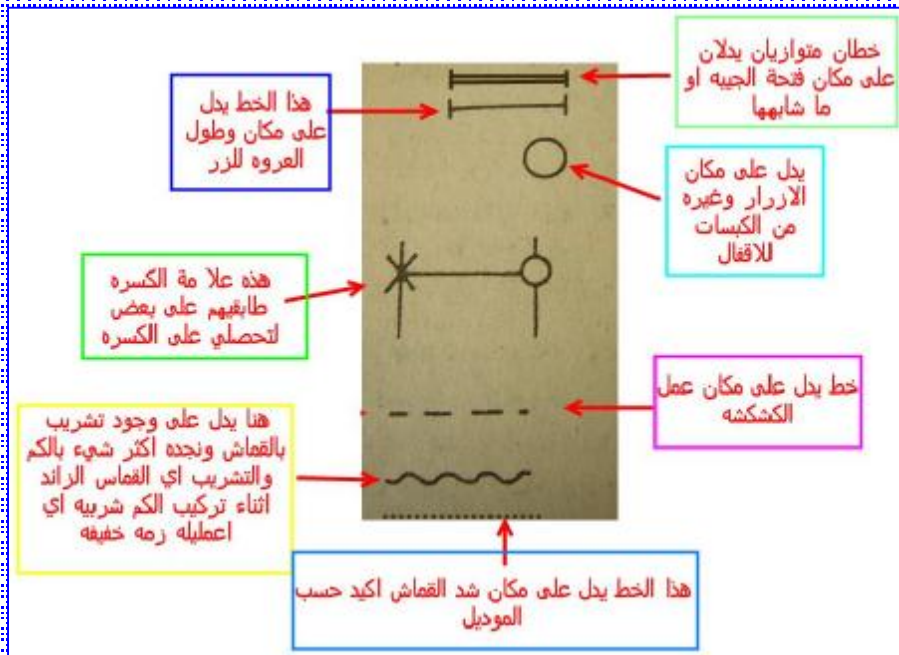 خطان متوازيان يدلان
على مكان فتحة الجيبه او
ما شابهها
هذا الخط يدل
على مكان وطول
العروه للزر
يدل على مكان
الازرار وغيره
من الكبسات
للاقفال
هذه علا مة الكسره
طابقيهم على بعض
لتحصلي على الكسره
خط يدل على مكان عمل
الكشكشه
هنا يدل على وجود تشريب
بالقماش ونجده اكثر شيء بالكم
والتشريب اي القماس الزاند
اثناء تركيب الكم شربيه اي
اعمليله زمه خفيفه
هذا الخط يدل على مكان شد القماش اكيد حسب
الموديل